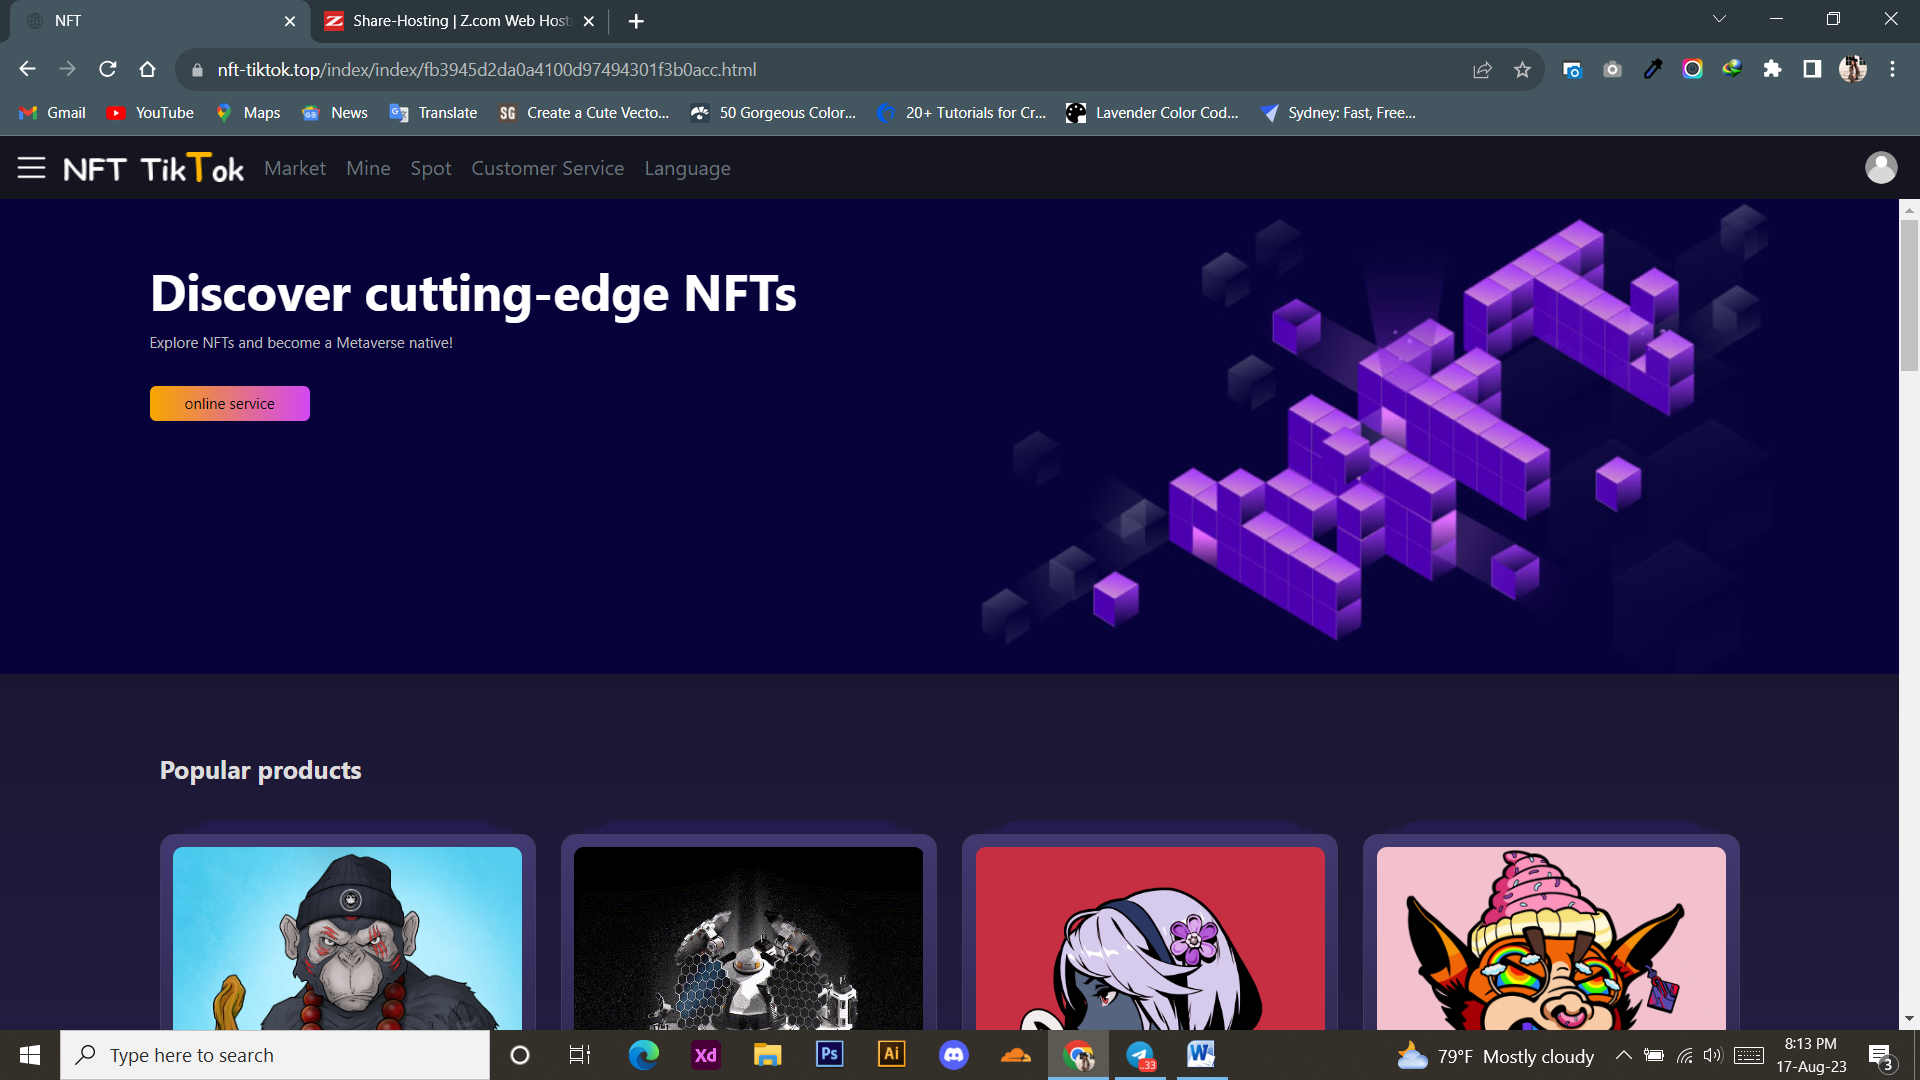 NFT
Share-Hosting | Z.com Web Hosti
nft-tiktok.top/index/index/fb3945d2da0a4100d97494301f3b0acc.html
Gmail
YouTube
Maps
News
Translate
Create a Cute Vecto...
50 Gorgeous Color...
20+ Tutorials for Cr...
Lavender Color Cod...
Sydney: Fast, Free...
NFT TikTok
Market
Mine
Spot
Customer Service
Language
Discover cutting-edge NFTs
Explore NFTs and become a Metaverse native!
online service
Popular products
Type here to search
Xd
Ps
Ai
..33
W
79°F Mostly cloudy
8:13 PM
17-Aug-23
3